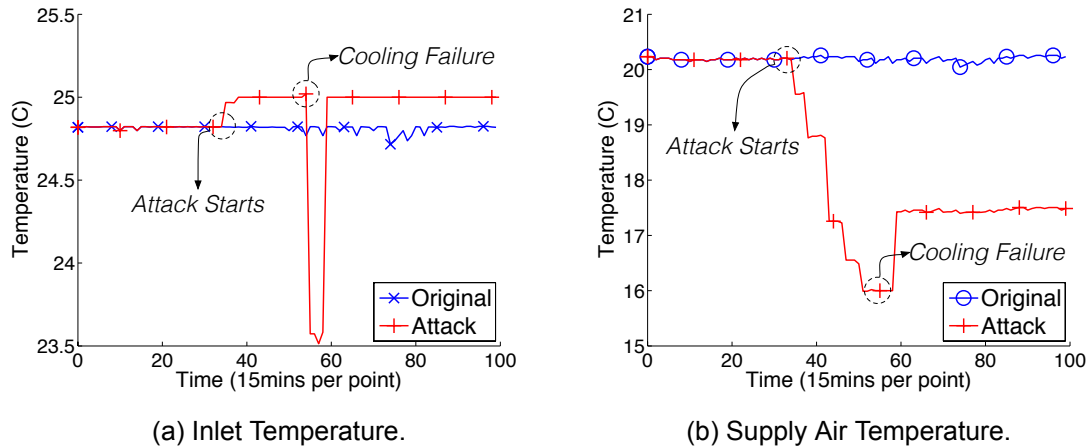 25.5
25
24.5
24
23.5
Temperature (C)
0 20 40 60 80 100
Time (15mins per point)
Cooling Failure
Attack Starts
Original
Attack
(a) Inlet Temperature.
21
20
19
18
17
16
15
Temperature (C)
0 20 40 60 80 100
Time (15mins per point)
Attack Starts
Cooling Failure
Original
Attack
(b) Supply Air Temperature.